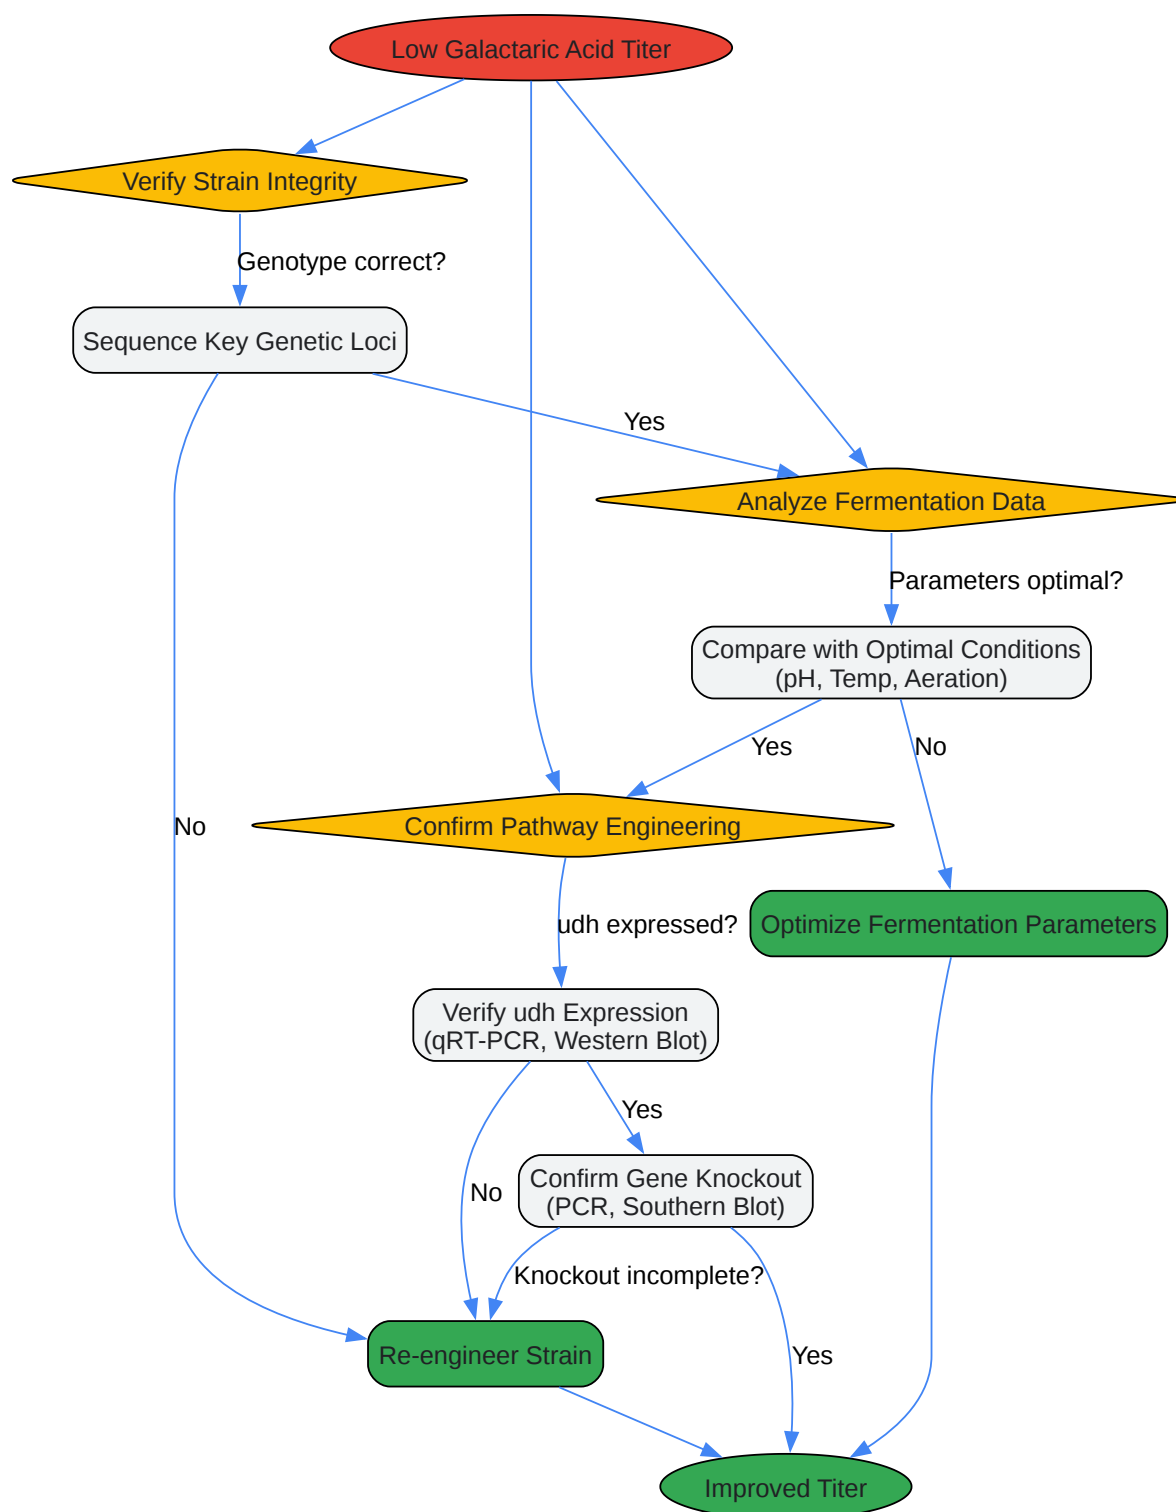 Low Galactaric Acid Titer
Verify Strain Integrity
Genotype correct?
Sequence Key Genetic Loci
Yes
Analyze Fermentation Data
Parameters optimal?
Compare with Optimal Conditions
(pH, Temp, Aeration)
Yes
No
No
Confirm Pathway Engineering
udh expressed?
Optimize Fermentation Parameters
Verify udh Expression
(qRT-PCR, Western Blot)
Yes
No
Confirm Gene Knockout
(PCR, Southern Blot)
Knockout incomplete?
Re-engineer Strain
Yes
Improved Titer